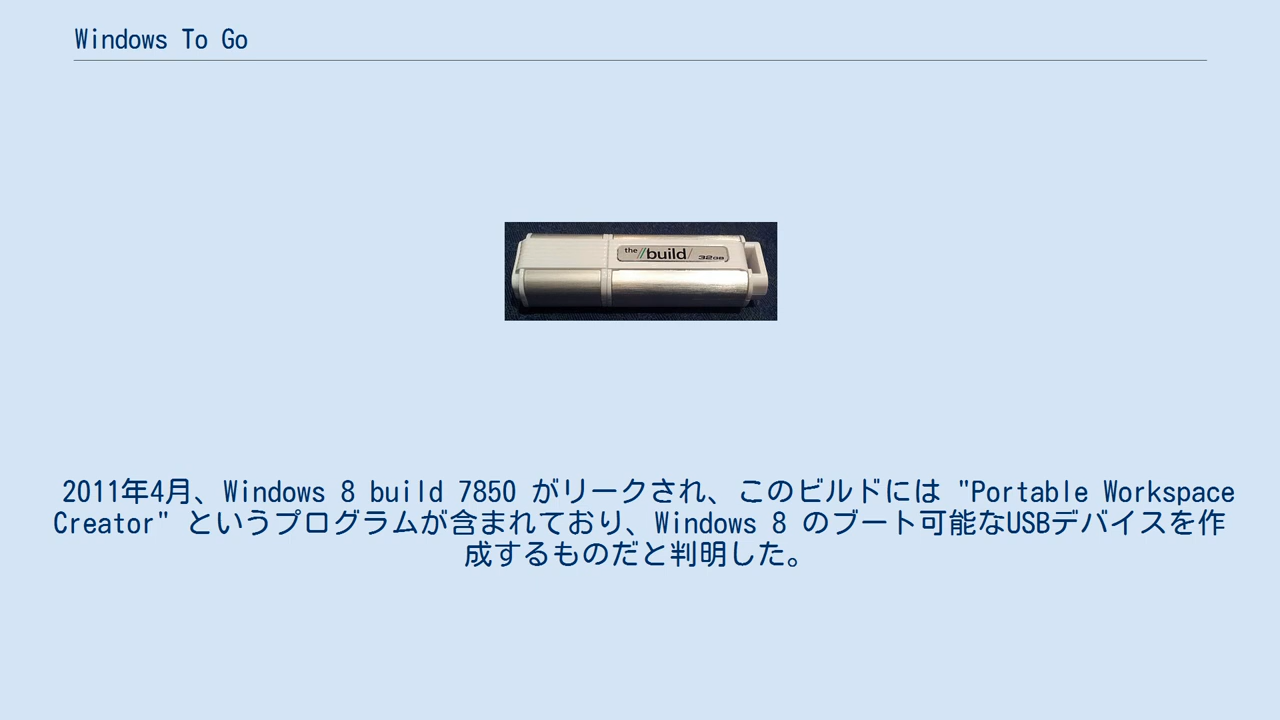 Windows To Go
the //build/ 32GB
2011年4月、Windows 8 build 7850 がリークされ、このビルドには "Portable Workspace
Creator" というプログラムが含まれており、Windows 8 のブート可能なUSBデバイスを作
成するものだと判明した。